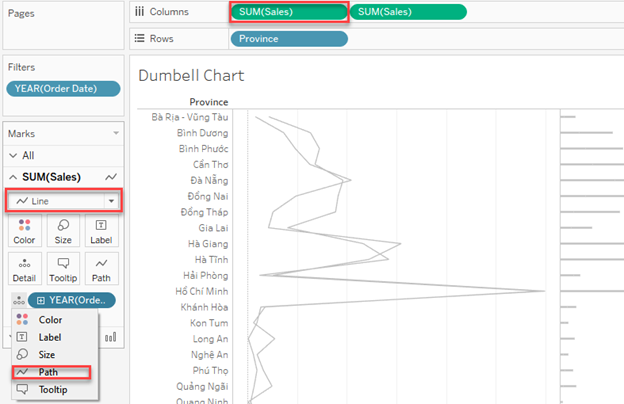 Pages
Columns
SUM(Sales)
SUM(Sales)
Rows
Province
Filters
YEAR(Order Date)
Dumbell Chart
Marks
All
SUM(Sales)
Line
Color
Size
Label
Detail
Tooltip
Path
YEAR(Orde..
Color
Label
Size
Path
Tooltip
Province
Bà Rịa - Vũng Tàu
Bình Dương
Bình Phước
Cần Thơ
Đà Nẵng
Đồng Nai
Đồng Tháp
Gia Lai
Hà Giang
Hà Tĩnh
Hải Phòng
Hồ Chí Minh
Khánh Hòa
Kon Tum
Long An
Nghệ An
Phú Thọ
Quảng Ngãi
Quảng Ninh